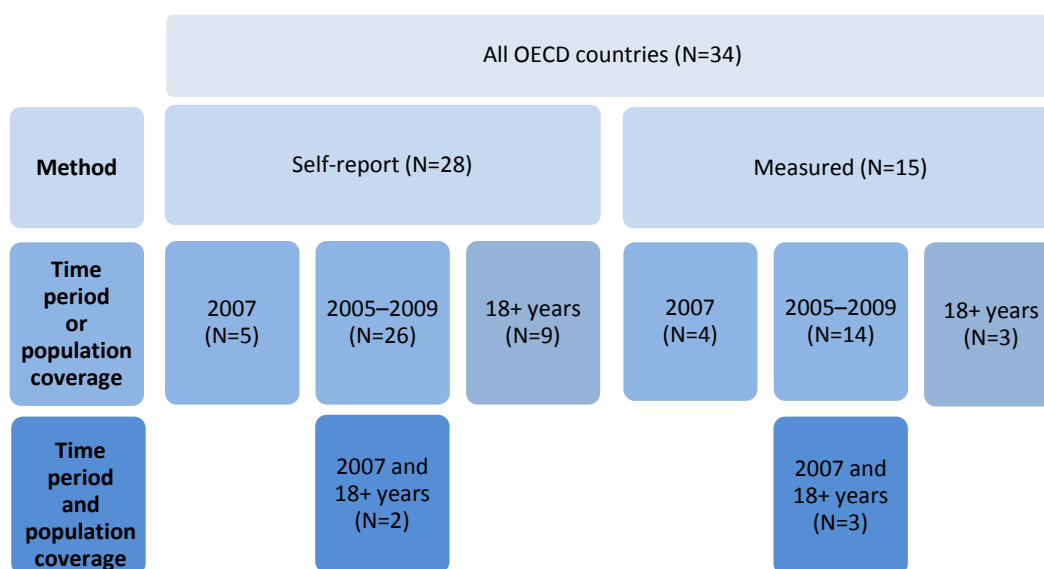 All OECD countries (N=34)
Method
Self-report (N=28)
Measured (N=15)
Time
period
or
population
coverage
2007
(N=5)
2005–2009
(N=26)
18+ years
(N=9)
2007
(N=4)
2005–2009
(N=14)
18+ years
(N=3)
Time
period
and
population
coverage
2007 and
18+ years
(N=2)
2007 and
18+ years
(N=3)